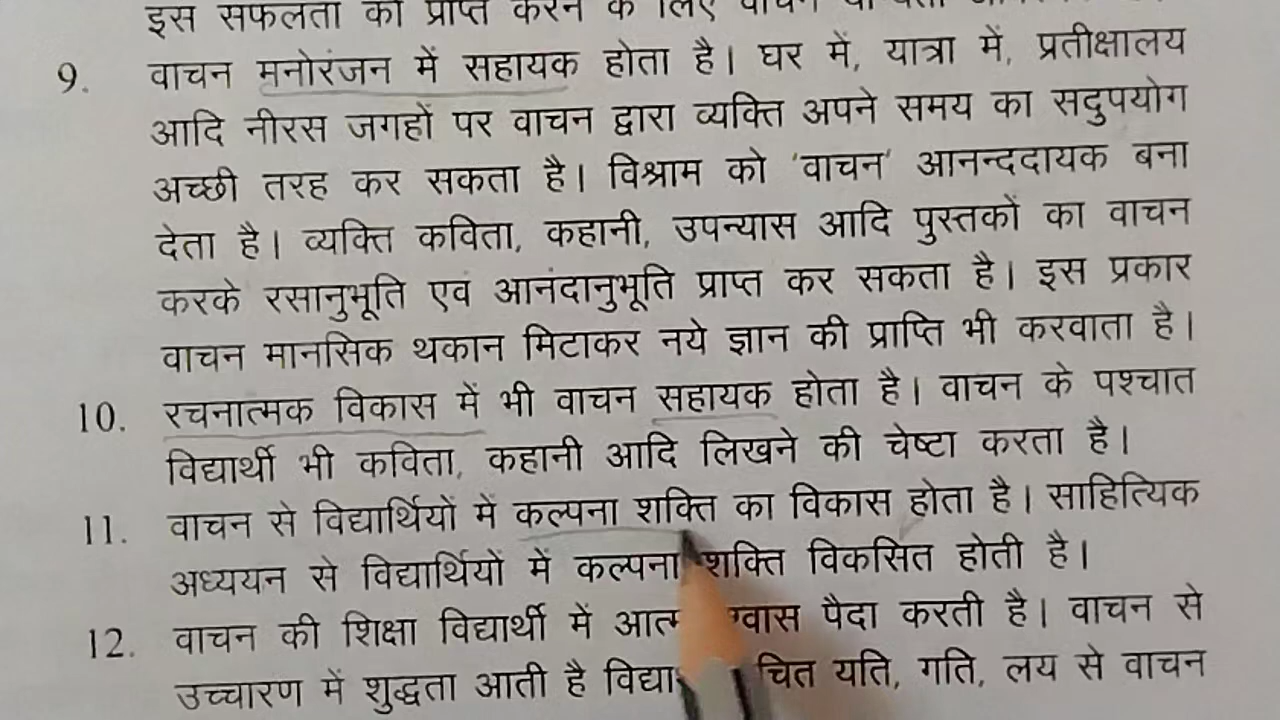 इस सफलता को प्राप्त करने के लिए वाचन
9. वाचन मनोरंजन में सहायक होता है। घर में, यात्रा में, प्रतीक्षालय
आदि नीरस जगहों पर वाचन द्वारा व्यक्ति अपने समय का सदुपयोग
अच्छी तरह कर सकता है। विश्राम को 'वाचन' आनन्ददायक बना
देता है। व्यक्ति कविता, कहानी, उपन्यास आदि पुस्तकों का वाचन
करके रसानुभूति एवं आनंदानुभूति प्राप्त कर सकता है। इस प्रकार
वाचन मानसिक थकान मिटाकर नये ज्ञान की प्राप्ति भी करवाता है।
10. रचनात्मक विकास में भी वाचन सहायक होता है। वाचन के पश्चात
विद्यार्थी भी कविता, कहानी आदि लिखने की चेष्टा करता है।
11. वाचन से विद्यार्थियों में कल्पना शक्ति का विकास होता है। साहित्यिक
अध्ययन से विद्यार्थियों में कल्पना शक्ति विकसित होती है।
12. वाचन की शिक्षा विद्यार्थी में पैदा करती है। वाचन से
उच्चारण में शुद्धता आती है यति, गति, लय से वाचन